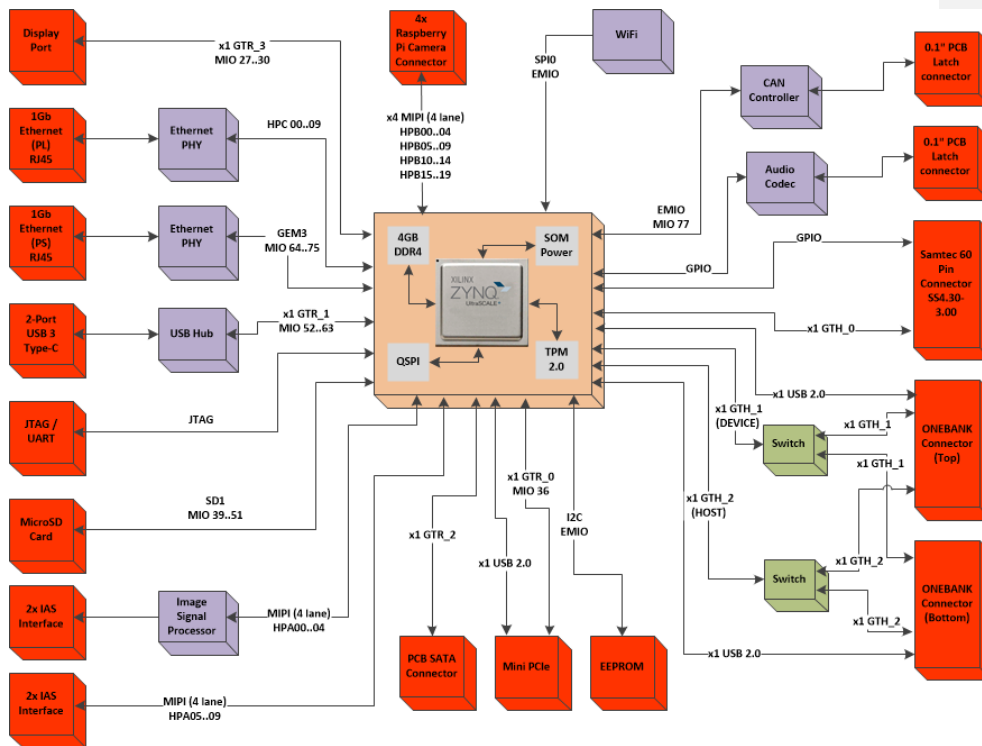 Display
Port
x1 GTR_3
MIO 27..30
4x
Raspberry
Pi Camera
Connector
SPI0
EMIO
WiFi
0.1" PCB
Latch
connector
CAN
Controller
1Gb
Ethernet
(PL)
RJ45
Ethernet
PHY
HPC 00..09
x4 MIPI (4 lane)
HPB00..04
HPB05..09
HPB10..14
HPB15..19
0.1" PCB
Latch
connector
Audio
Codec
1Gb
Ethernet
(PS)
RJ45
Ethernet
PHY
GEM3
MIO 64..75
EMIO
MIO 77
GPIO
GPIO
Samtec 60
Pin
Connector
SS4.30-
3.00
4GB
DDR4
SOM
Power
XILINX
ZYNQ
UltraSCALE+
QSPI
TPM
2.0
2-Port
USB 3
Type-C
USB Hub
x1 GTR_1
MIO 52..63
x1 GTH_0
JTAG /
UART
JTAG
x1 USB 2.0
x1 GTH_1
(DEVICE)
Switch
x1 GTH_1
x1 GTH_1
ONEBANK
Connector
(Top)
MicroSD
Card
SD1
MIO 39..51
x1 GTR_2
x1 GTR_0
MIO 36
x1 USB 2.0
I2C
EMIO
x1 GTH_2
(HOST)
Switch
x1 GTH_2
x1 GTH_2
ONEBANK
Connector
(Bottom)
x1 USB 2.0
2x IAS
Interface
Image
Signal
Processor
MIPI (4 lane)
HPA00..04
PCB SATA
Connector
Mini PCIe
EEPROM
2x IAS
Interface
MIPI (4 lane)
HPA05..09